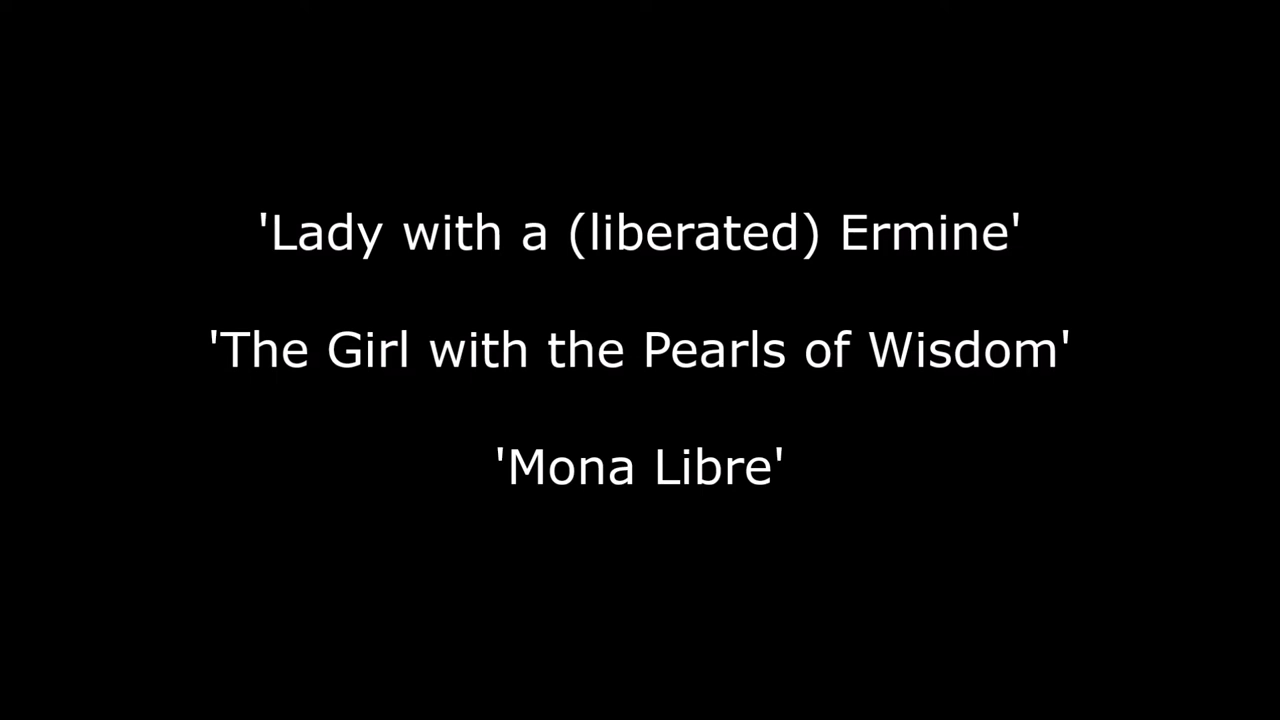 'Lady with a (liberated) Ermine'
'The Girl with the Pearls of Wisdom'
'Mona Libre'